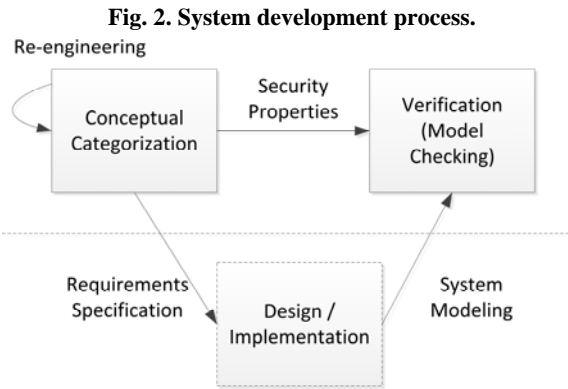 Fig. 2. System development process.
Re-engineering
Conceptual
Categorization
Security
Properties
Verification
(Model
Checking)
Requirements
Specification
Design /
Implementation
System
Modeling